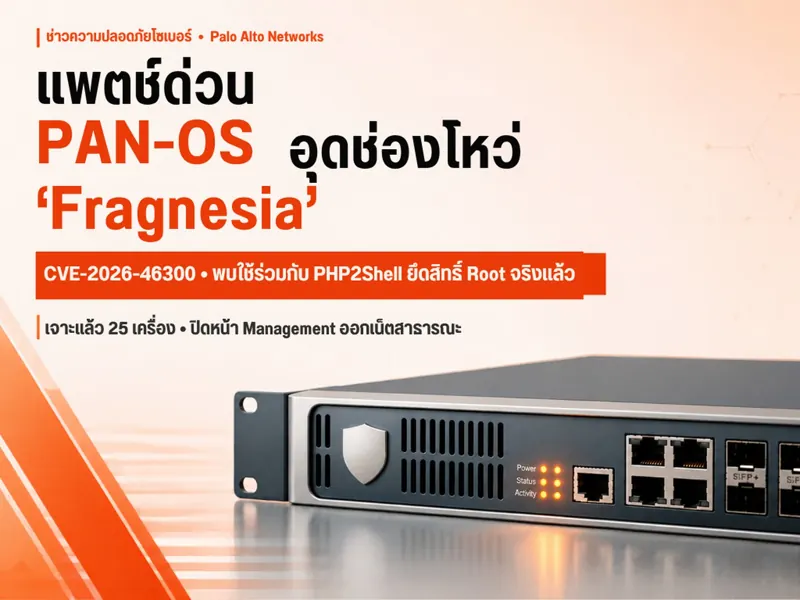 ข่าวความปลอดภัยไซเบอร์ • Palo Alto Networks
แพตช์ด่วน
PAN-OS อุดช่องโหว่
‘Fragnesia’
CVE-2026-46300 • พบใช้ร่วมกับ PHP2Shell ยึดสิทธิ์ Root จริงแล้ว
เจาะแล้ว 25 เครื่อง • ปิดหน้า Management ออกเน็ตสาธารณะ
Power
Status
Activity
SFP+